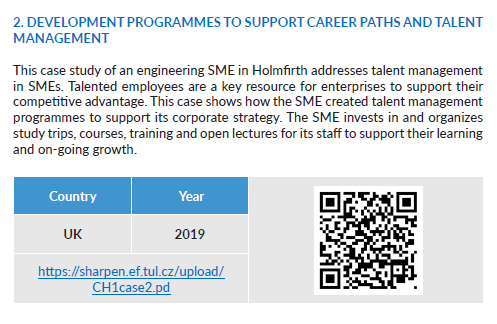 2. DEVELOPMENT PROGRAMMES TO SUPPORT CAREER PATHS AND TALENT
MANAGEMENT
This case study of an engineering SME in Holmfirth addresses talent management
in SMEs. Talented employees are a key resource for enterprises to support their
competitive advantage. This case shows how the SME created talent management
programmes to support its corporate strategy. The SME invests in and organizes
study trips, courses, training and open lectures for its staff to support their learning
and on-going growth.
Country Year
UK 2019
https://sharpen.ef.tul.cz/upload/
CH1case2.pd